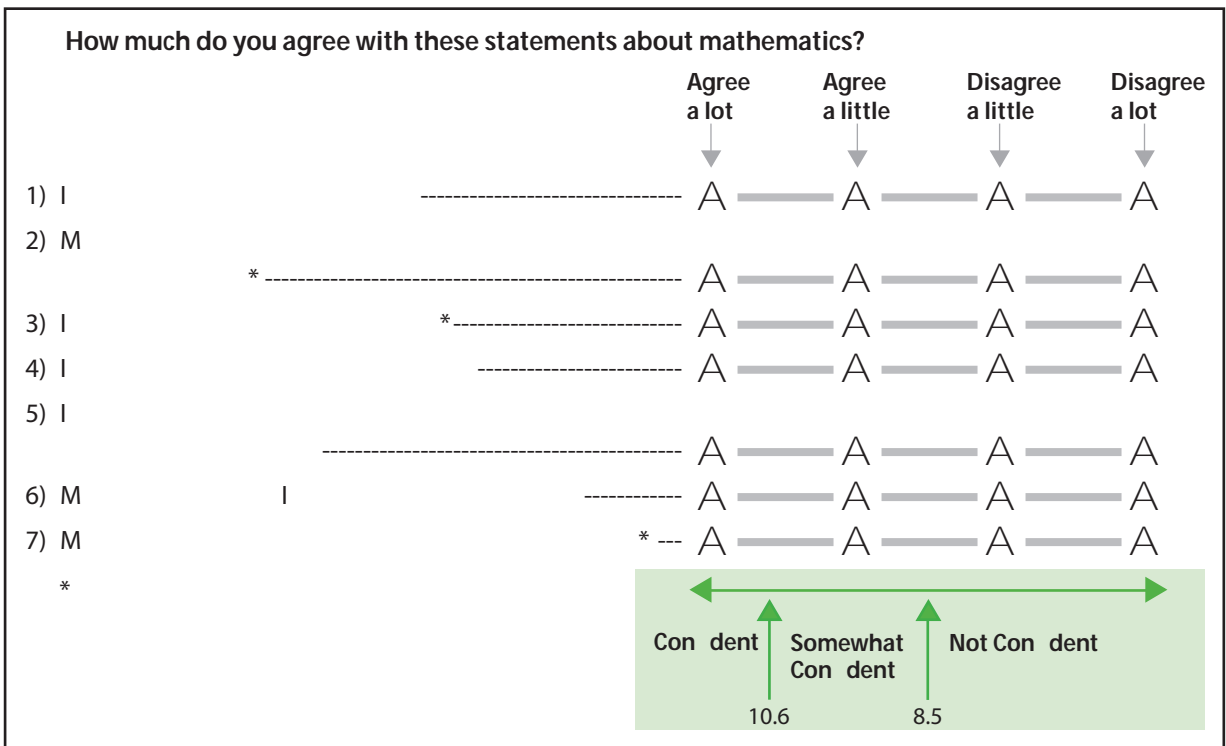 How much do you agree with these statements about mathematics?
Agree a lot
Agree a little
Disagree a little
Disagree a lot
1) I ------------------------------- A A A A
2) M
* -------------------------------------------------- A A A A
3) I *--------------------------- A A A A
4) I ------------------------ A A A A
5) I
------------------------------------------- A A A A
6) M I ------------ A A A A
7) M * --- A A A A
*
Con dent
Somewhat Con dent
Not Con dent
10.6 8.5